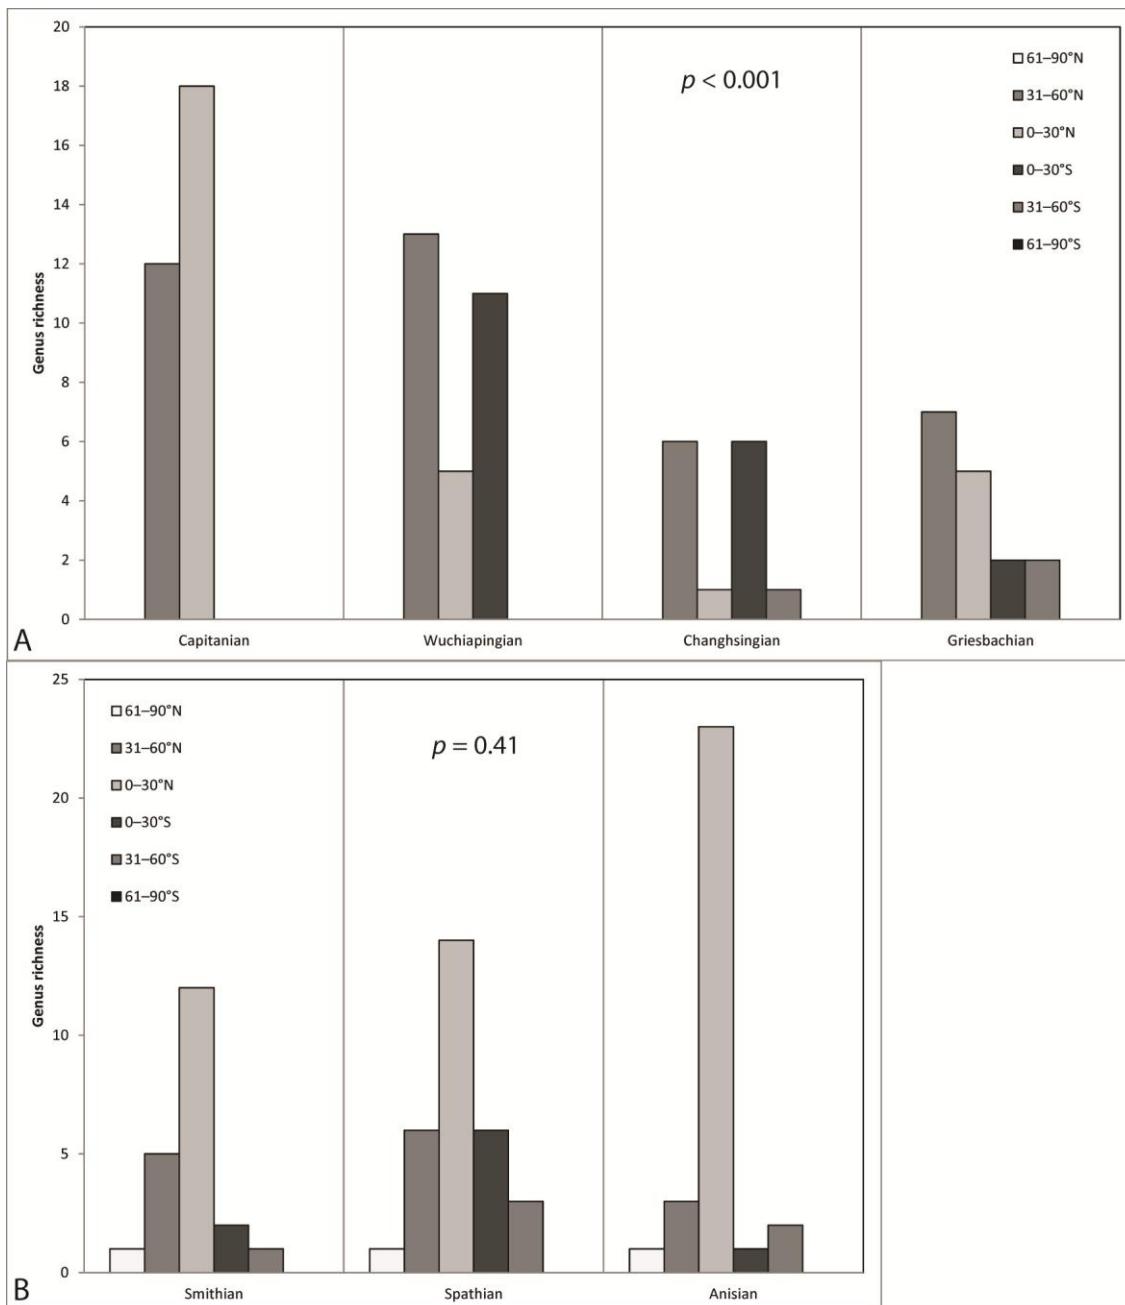 20
18
16
14
12
10
8
6
4
2
0
Genus richness
p < 0.001
61–90°N
31–60°N
0–30°N
0–30°S
31–60°S
61–90°S
Capitanian
Wuchiapingian
Changhsingian
Griesbachian
A
25
20
15
10
5
0
Genus richness
61–90°N
31–60°N
0–30°N
0–30°S
31–60°S
61–90°S
p = 0.41
Smithian
Spathian
Anisian
B